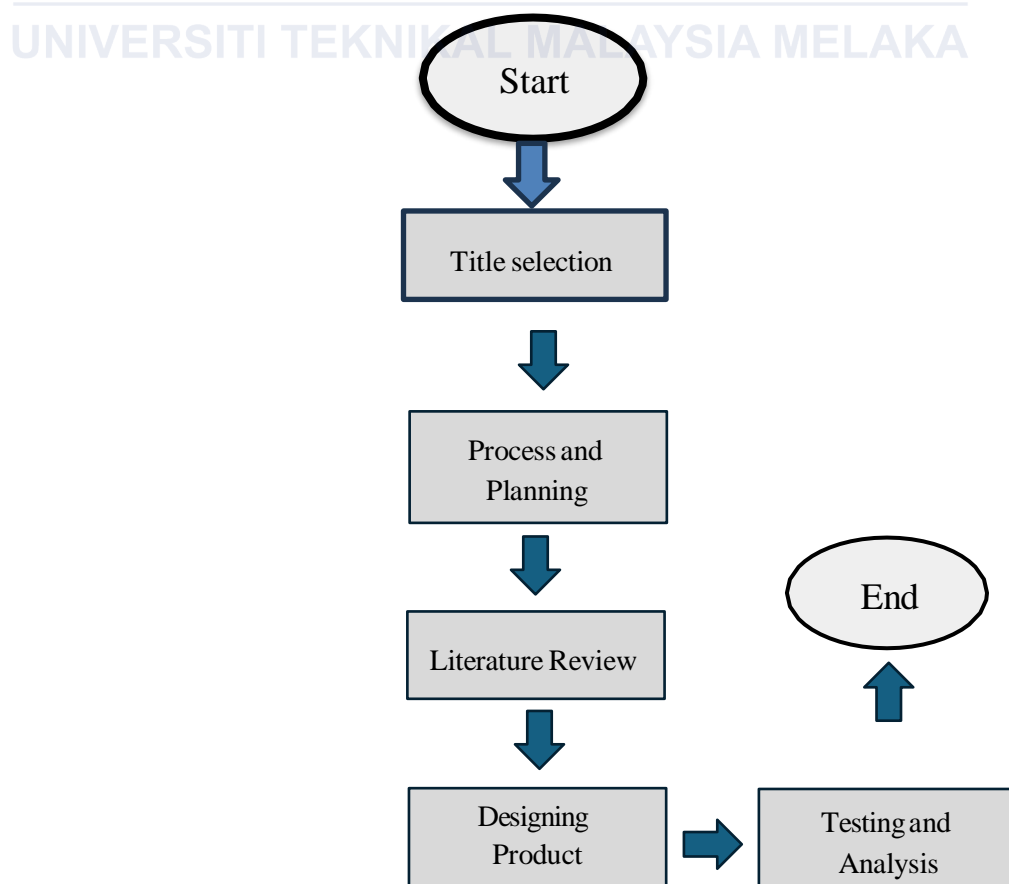 UNIVERSITI TEKNIKAL MALAYSIA MELAKA
Start
Title selection
Process and
Planning
Literature Review
Designing
Product
Testing and
Analysis
End